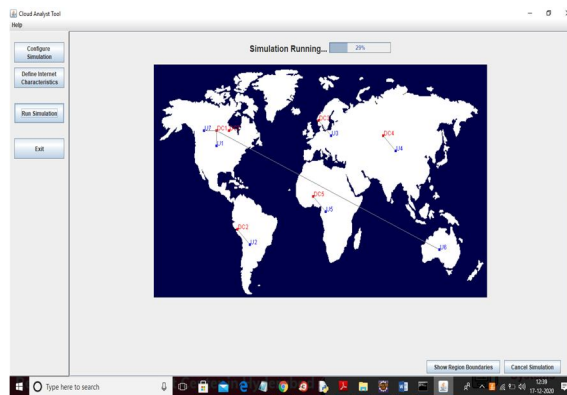 Cloud Analyst Tool
Help
Configure Simulation
Define Internet Characteristics
Run Simulation
Exit
Simulation Running... 29%
U7 DC1
U1
DC2
U2
U3
DC4
U4
DC5
U5
U6
Show Region Boundaries
Cancel Simulation
Type here to search
12:38
17-12-2020